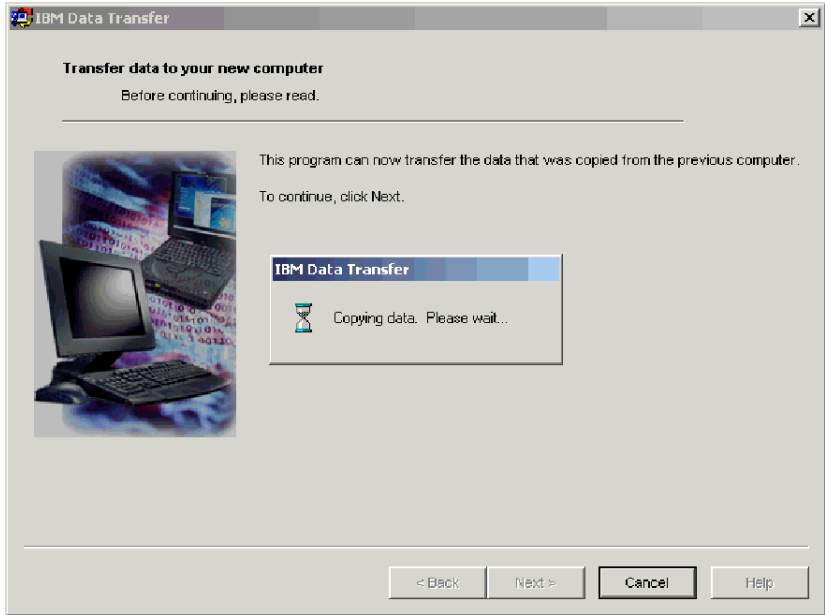 IBM Data Transfer
Transfer data to your new computer
Before continuing, please read.
This program can now transfer the data that was copied from the previous computer.
To continue, click Next.
IBM Data Transfer
Copying data. Please wait...
< Back Next > Cancel Help